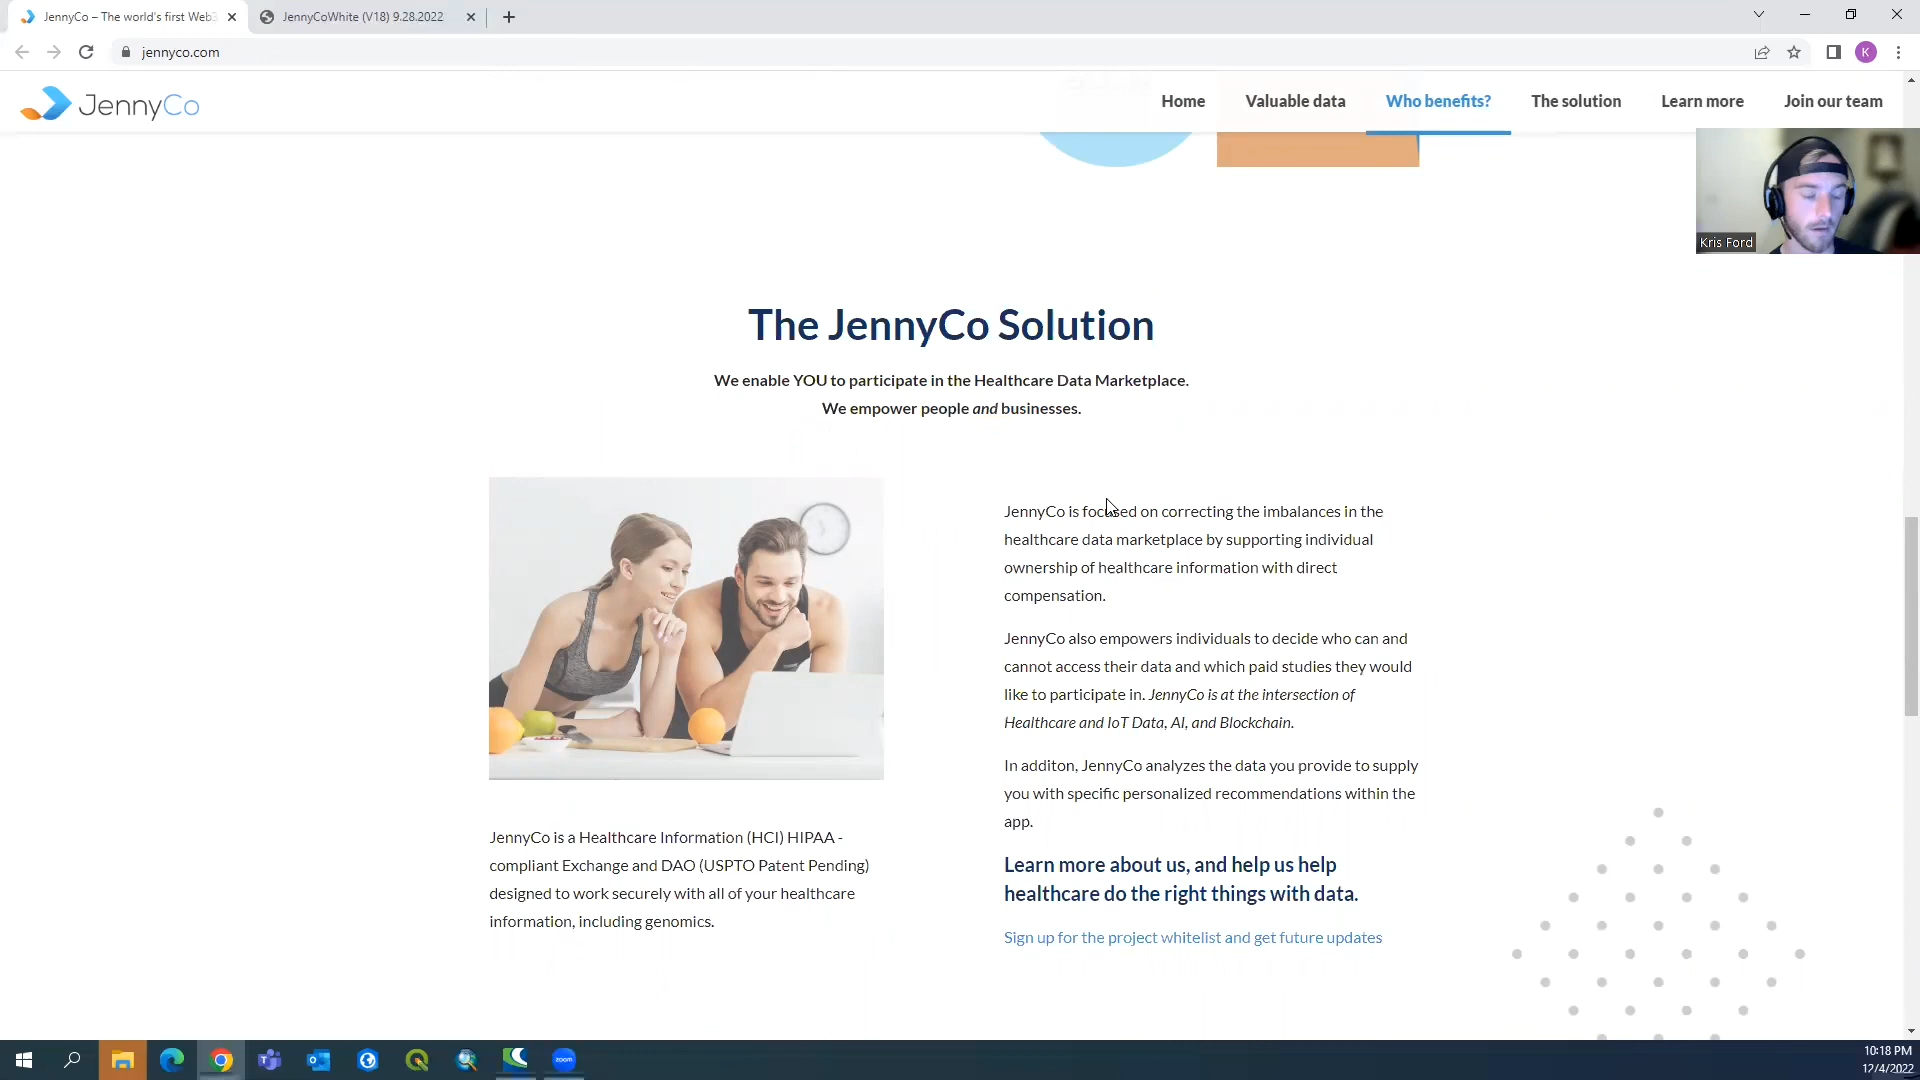 JennyCo – The world's first Web3
JennyCoWhite (V18) 9.28.2022
jennyco.com
K
JennyCo
Home
Valuable data
Who benefits?
The solution
Learn more
Join our team
Kris Ford
The JennyCo Solution
We enable YOU to participate in the Healthcare Data Marketplace.
We empower people and businesses.
JennyCo is a Healthcare Information (HCI) HIPAA -
compliant Exchange and DAO (USPTO Patent Pending)
designed to work securely with all of your healthcare
information, including genomics.
JennyCo is focused on correcting the imbalances in the
healthcare data marketplace by supporting individual
ownership of healthcare information with direct
compensation.
JennyCo also empowers individuals to decide who can and
cannot access their data and which paid studies they would
like to participate in. JennyCo is at the intersection of
Healthcare and IoT Data, AI, and Blockchain.
In additon, JennyCo analyzes the data you provide to supply
you with specific personalized recommendations within the
app.
Learn more about us, and help us help
healthcare do the right things with data.
Sign up for the project whitelist and get future updates
zoom
10:18 PM
12/4/2022